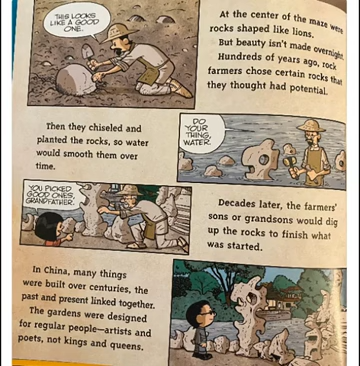 THIS LOOKS
LIKE A GOOD
ONE.
At the center of the maze were
rocks shaped like lions.
But beauty isn't made overnight.
Hundreds of years ago, rock
farmers chose certain rocks that
they thought had potential.
Then they chiseled and
planted the rocks, so water
would smooth them over
time.
DO
YOUR
THING,
WATER.
YOU PICKED
GOOD ONES,
GRANDFATHER.
Decades later, the farmers'
sons or grandsons would dig
up the rocks to finish what
was started.
In China, many things
were built over centuries, the
past and present linked together.
The gardens were designed
for regular people—artists and
poets, not kings and queens.